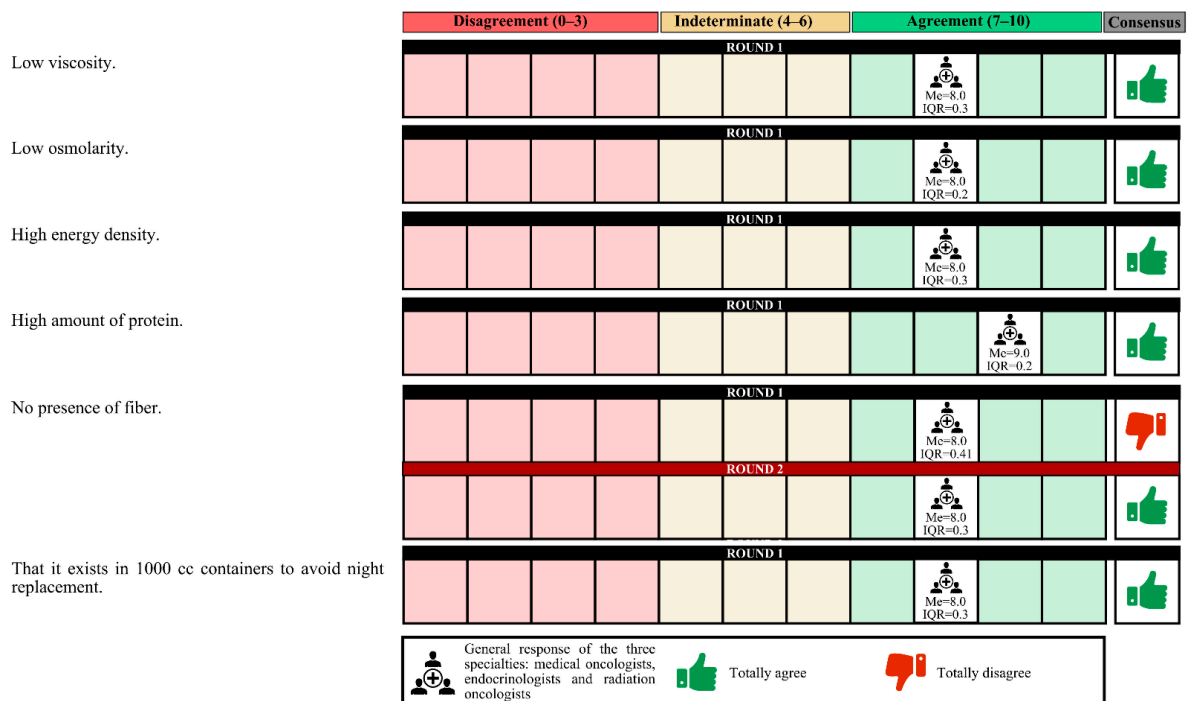 Disagreement (0–3) Indeterminate (4–6) Agreement (7–10) Consensus
ROUND 1
Low viscosity.
Me=8.0
IQR=0.3
ROUND 1
Low osmolarity.
Me=8.0
IQR=0.2
ROUND 1
High energy density.
Me=8.0
IQR=0.3
ROUND 1
High amount of protein.
Me=9.0
IQR=0.2
ROUND 1
No presence of fiber.
Me=8.0
IQR=0.41
ROUND 2
Me=8.0
IQR=0.3
ROUND 1
That it exists in 1000 cc containers to avoid night
replacement.
Me=8.0
IQR=0.3
General response of the three
specialties: medical oncologists,
endocrinologists and radiation
oncologists
Totally agree
Totally disagree